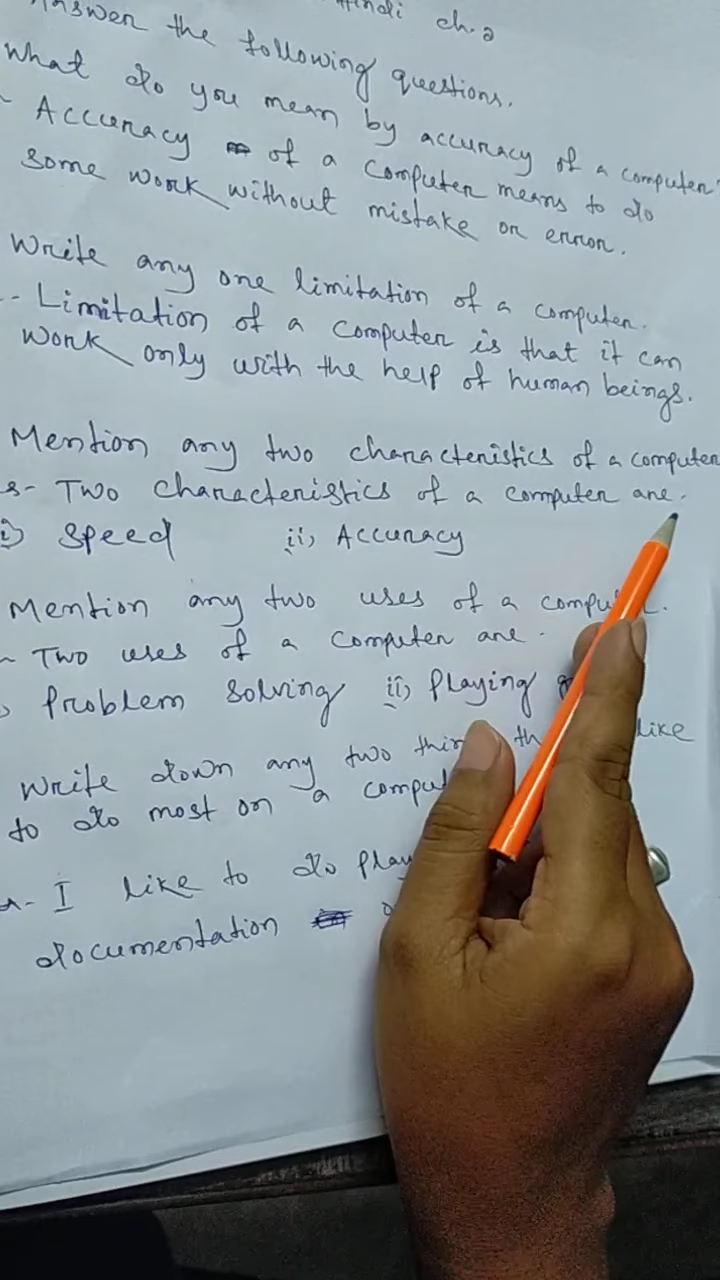 Answer the following questions.
Hindi ch.2
What do you mean by accuracy of a computer?
Accuracy of a computer means to do
some work without mistake or error.
Write any one limitation of a computer.
- Limitation of a computer is that it can
work only with the help of human beings.
Mention any two characteristics of a computer
s- Two characteristics of a computer are.
i) Speed ii) Accuracy
Mention any two uses of a
- Two uses of a computer are.
Problem solving ii) Playing
Write down any two like
to do most on a
- I like to do
documentation